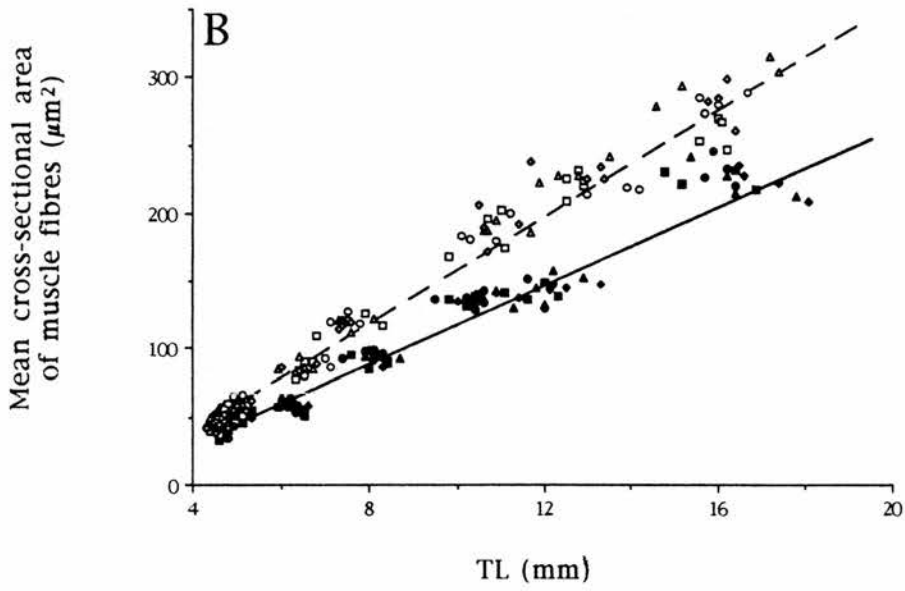 B
Mean cross-sectional area
of muscle fibres (μm²)
300
200
100
0
4
8
12
16
20
TL (mm)